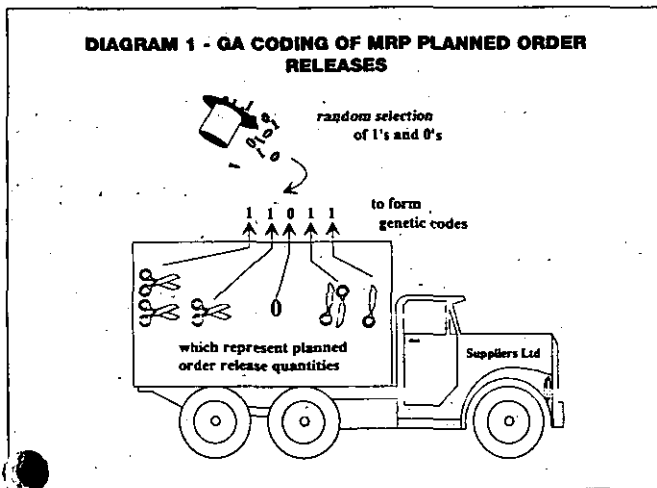 DIAGRAM 1 - GA CODING OF MRP PLANNED ORDER
RELEASES
random selection
of 1's and 0's
1 1 0 1 1
to form
genetic codes
0
which represent planned
order release quantities
Suppliers Ltd